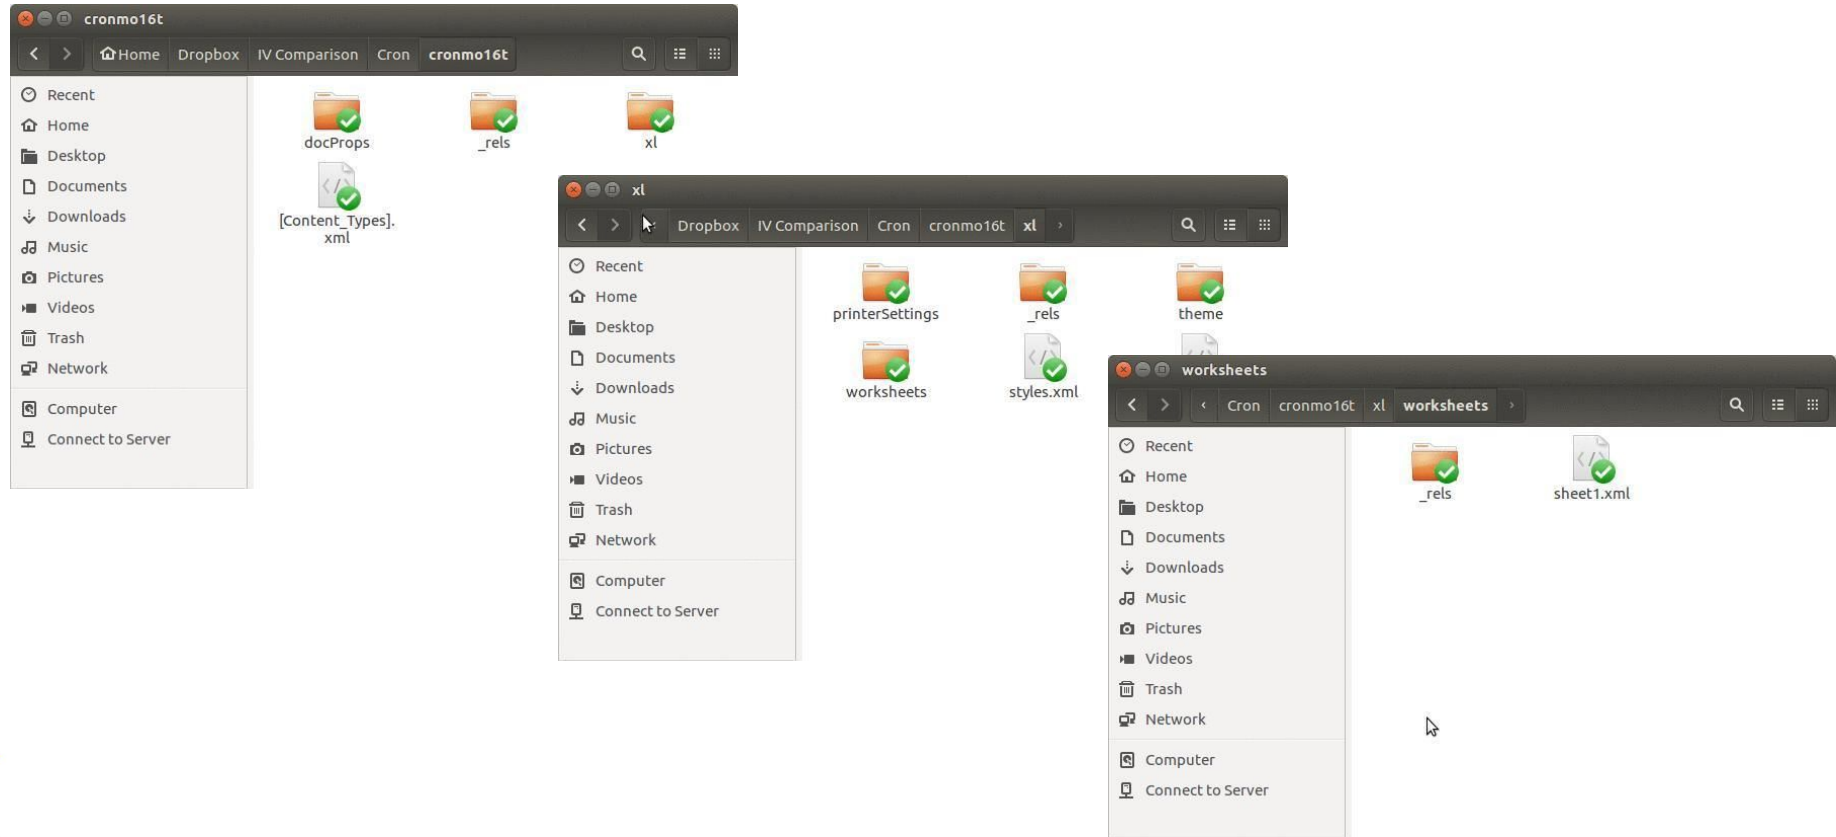 cronmo16t
Home Dropbox IV Comparison Cron cronmo16t
Recent
Home
Desktop
Documents
Downloads
Music
Pictures
Videos
Trash
Network
Computer
Connect to Server
docProps _rels xl
[Content_Types].
xml
xl
Dropbox IV Comparison Cron cronmo16t xl
Recent
Home
Desktop
Documents
Downloads
Music
Pictures
Videos
Trash
Network
Computer
Connect to Server
printerSettings _rels theme
worksheets styles.xml
worksheets
Cron cronmo16t xl worksheets
Recent
Home
Desktop
Documents
Downloads
Music
Pictures
Videos
Trash
Network
Computer
Connect to Server
_rels sheet1.xml